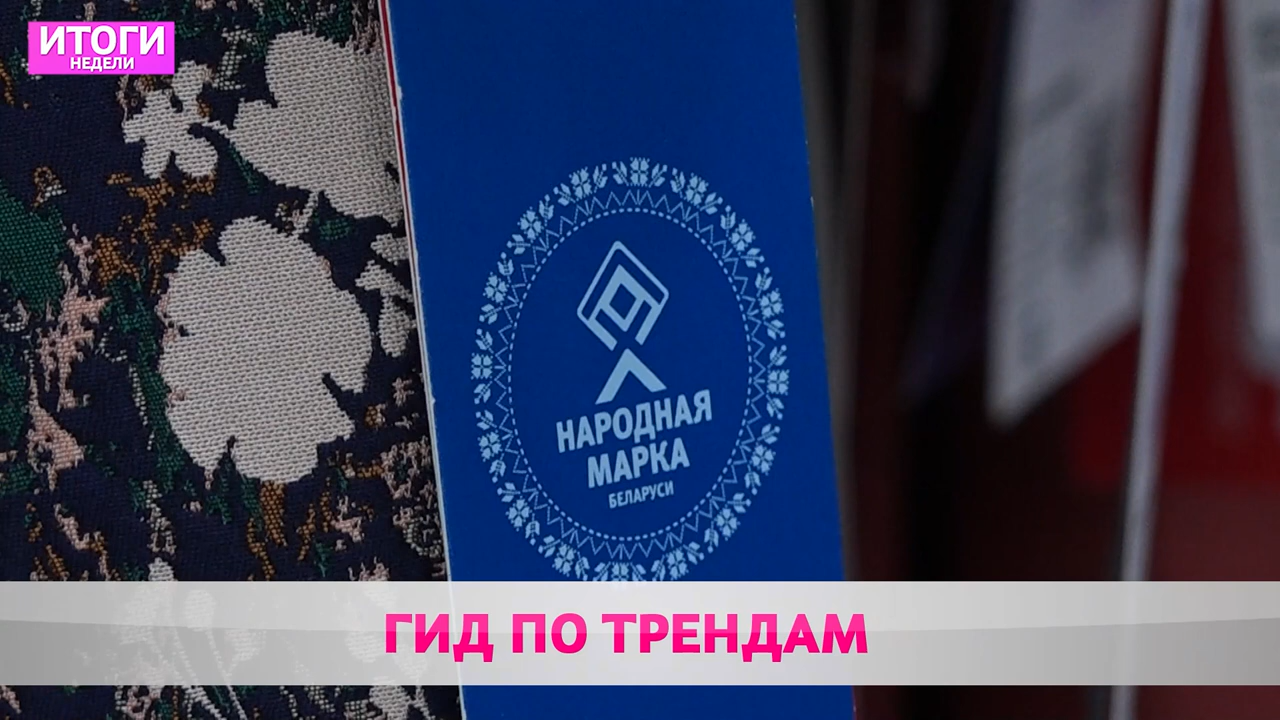 ИТОГИ
НЕДЕЛИ
НАРОДНАЯ
МАРКА
БЕЛАРУСИ
ГИД ПО ТРЕНДАМ